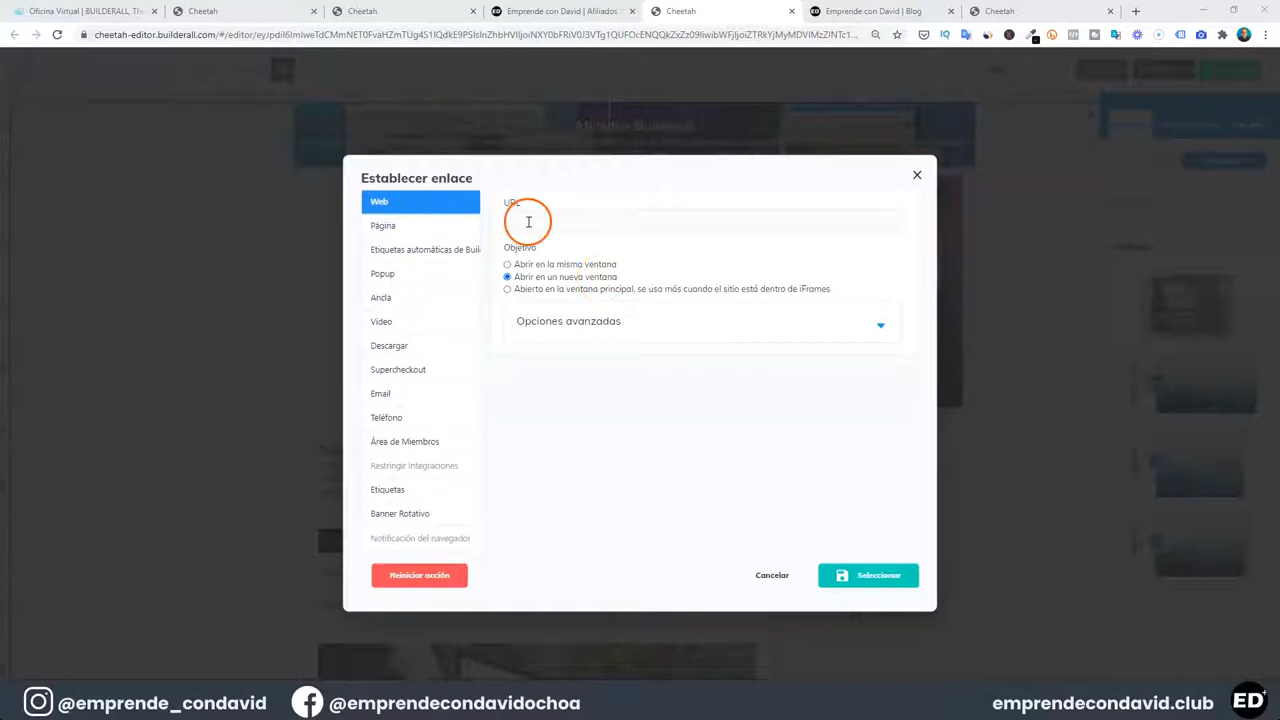 Oficina Virtual | BUILDERALL, The
Cheetah
Cheetah
Emprende con David | Afiliados
Cheetah
Emprende con David | Blog
Cheetah
Establecer enlace
Web
URL
Página
Objetivo
Etiquetas automáticas de Buil
Abrir en la misma ventana
Popup
Abrir en un nueva ventana
Abierto en la ventana principal, se usa más cuando el sitio está dentro de iFrames
Ancla
Opciones avanzadas
Video
Descargar
Supercheckout
Email
Teléfono
Área de Miembros
Restringir Integraciones
Etiquetas
Banner Rotativo
Notificación del navegador
Reiniciar acción
Cancelar
Seleccionar
@emprende_condavid
@emprendecondavidochoa
emprendecondavid.club
ED+